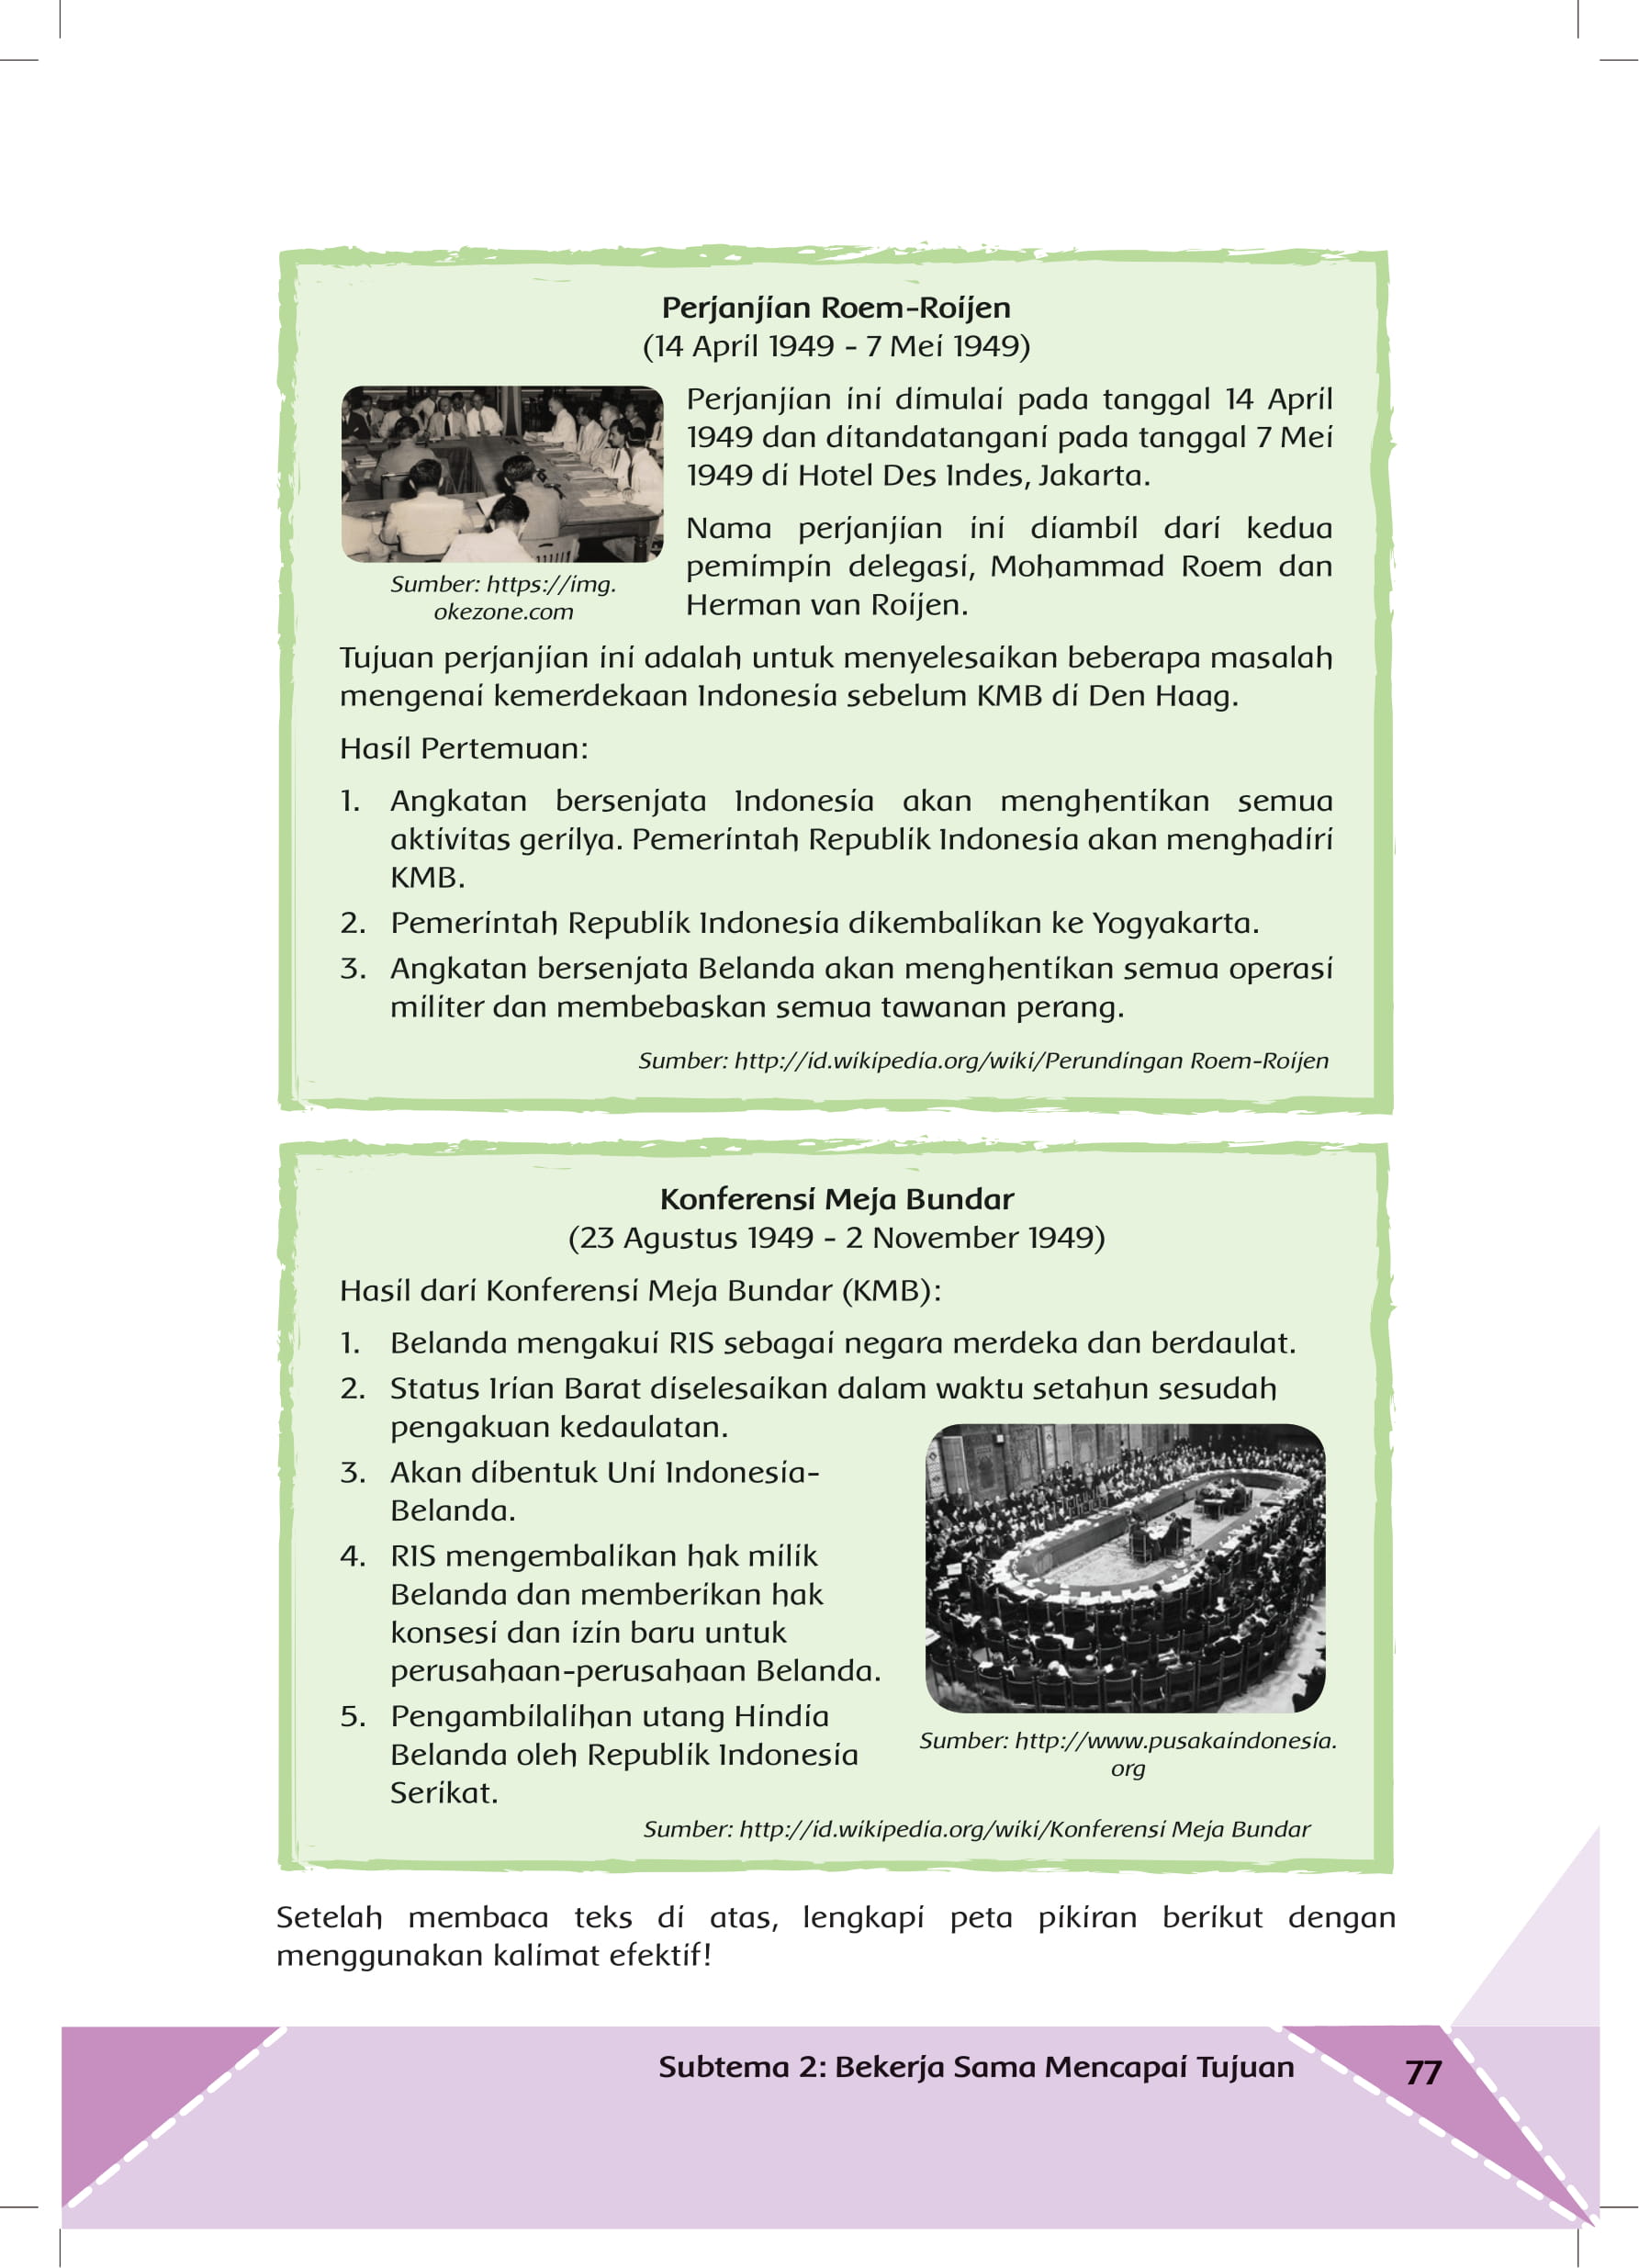 Perjanjian Roem-Roijen
(14 April 1949 - 7 Mei 1949)
Perjanjian ini dimulai pada tanggal 14 April
1949 dan ditandatangani pada tanggal 7 Mei
1949 di Hotel Des Indes, Jakarta.
Nama perjanjian ini diambil dari kedua
pemimpin delegasi, Mohammad Roem dan
Herman van Roijen.
Sumber: https://img.
okezone.com
Tujuan perjanjian ini adalah untuk menyelesaikan beberapa masalah
mengenai kemerdekaan Indonesia sebelum KMB di Den Haag.
Hasil Pertemuan:
1. Angkatan bersenjata Indonesia akan menghentikan semua
aktivitas gerilya. Pemerintah Republik Indonesia akan menghadiri
KMB.
2. Pemerintah Republik Indonesia dikembalikan ke Yogyakarta.
3. Angkatan bersenjata Belanda akan menghentikan semua operasi
militer dan membebaskan semua tawanan perang.
Sumber: http://id.wikipedia.org/wiki/Perundingan Roem-Roijen
Konferensi Meja Bundar
(23 Agustus 1949 - 2 November 1949)
Hasil dari Konferensi Meja Bundar (KMB):
1. Belanda mengakui RIS sebagai negara merdeka dan berdaulat.
2. Status Irian Barat diselesaikan dalam waktu setahun sesudah
pengakuan kedaulatan.
3. Akan dibentuk Uni Indonesia-
Belanda.
4. RIS mengembalikan hak milik
Belanda dan memberikan hak
konsesi dan izin baru untuk
perusahaan-perusahaan Belanda.
5. Pengambilalihan utang Hindia
Belanda oleh Republik Indonesia
Serikat.
Sumber: http://www.pusakaindonesia.
org
Sumber: http://id.wikipedia.org/wiki/Konferensi Meja Bundar
Setelah membaca teks di atas, lengkapi peta pikiran berikut dengan
menggunakan kalimat efektif!
Subtema 2: Bekerja Sama Mencapai Tujuan
77